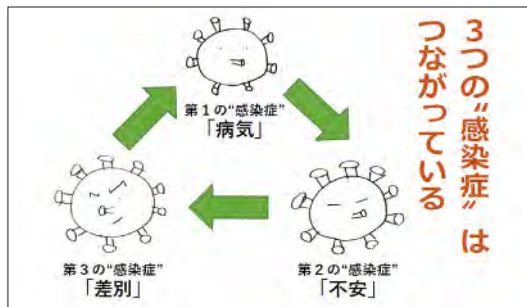 ３つの〝感染症〟は
つながっている
第１の“感染症”
「病気」
第２の“感染症”
「不安」
第３の“感染症”
「差別」